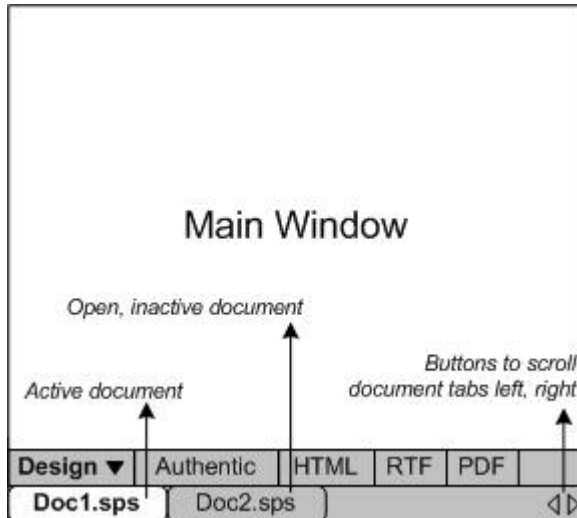 Main Window
Open, inactive document
Buttons to scroll
document tabs left, right
Active document
Design ▼ Authentic HTML RTF PDF
Doc1.sps Doc2.sps